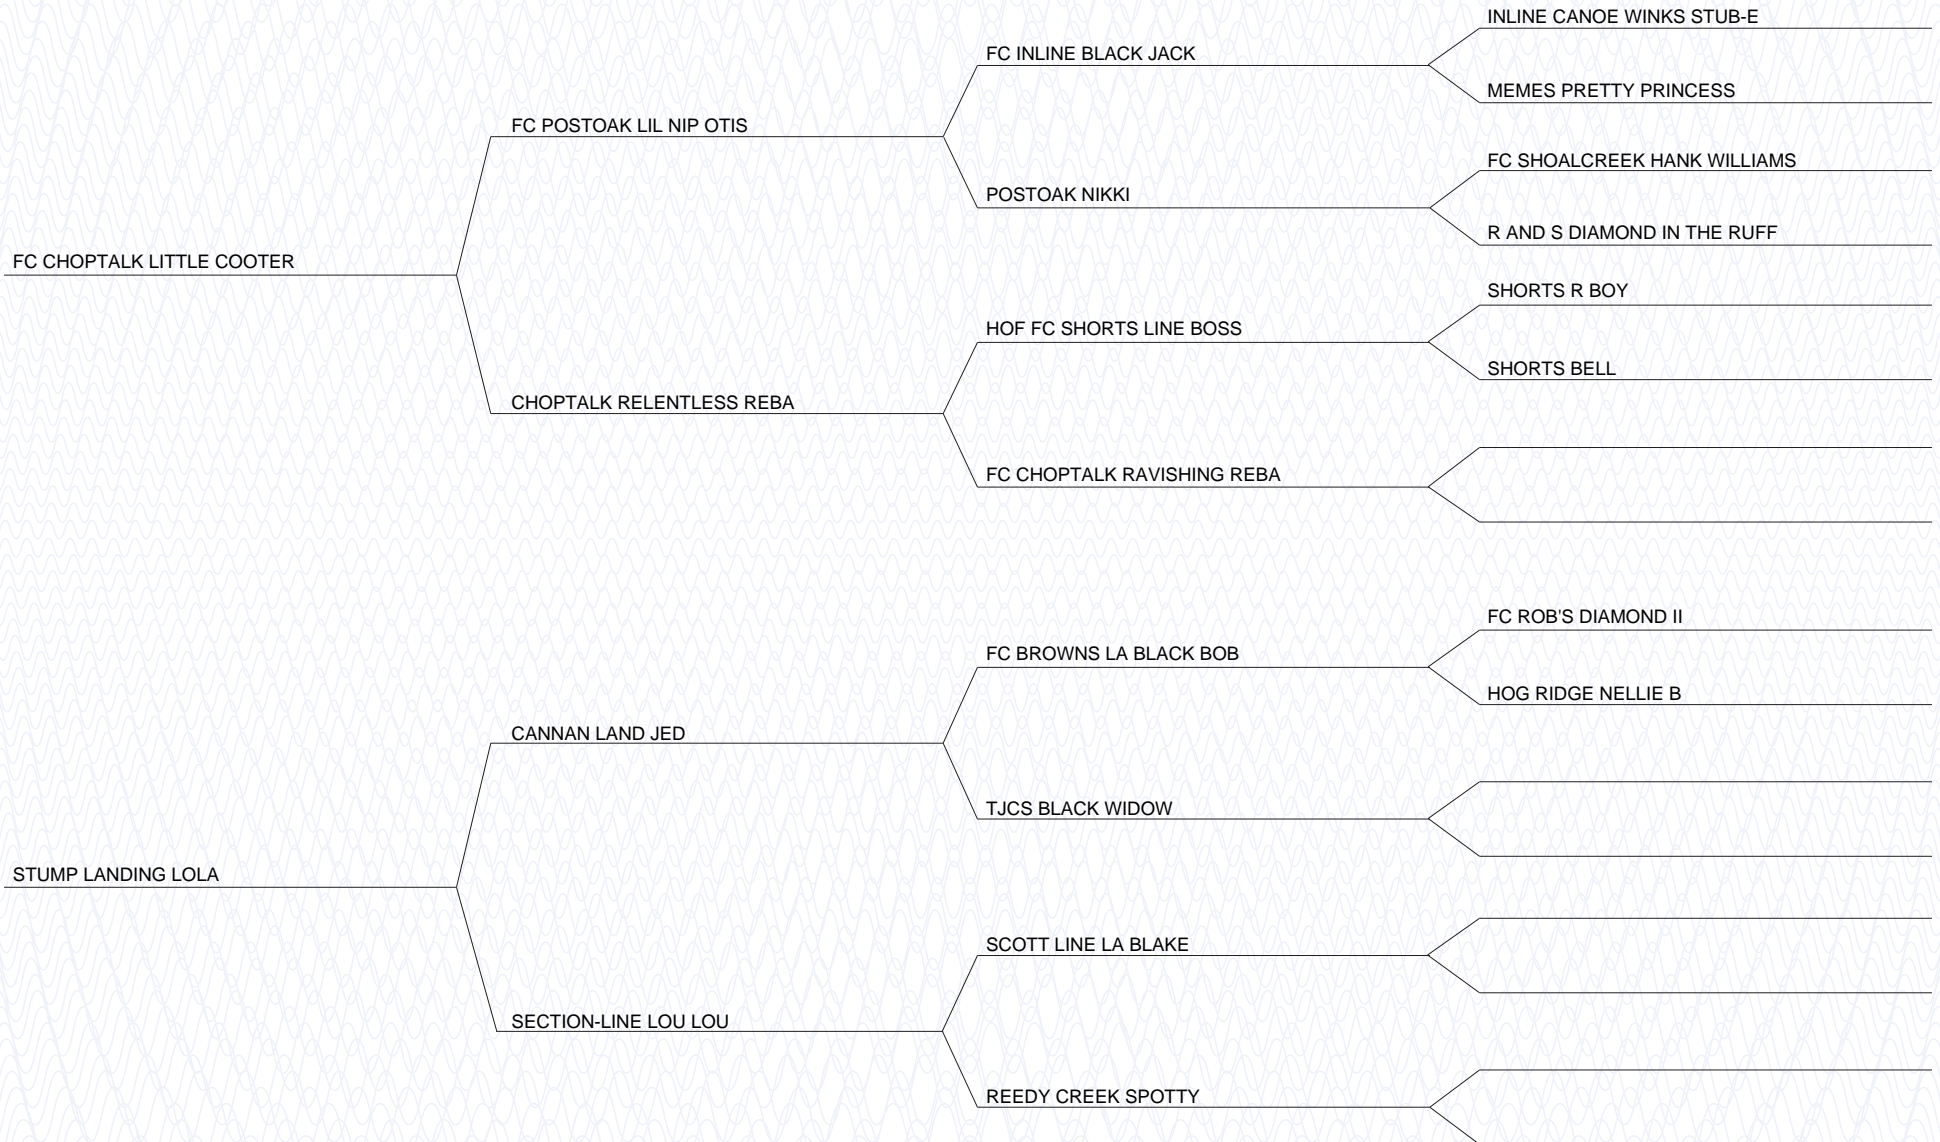 INLINE CANOE WINKS STUB-E
FC INLINE BLACK JACK
MEMES PRETTY PRINCESS
FC POSTOAK LIL NIP OTIS
FC SHOALCREEK HANK WILLIAMS
POSTOAK NIKKI
R AND S DIAMOND IN THE RUFF
FC CHOPTALK LITTLE COOTER
SHORTS R BOY
HOF FC SHORTS LINE BOSS
SHORTS BELL
CHOPTALK RELENTLESS REBA
FC CHOPTALK RAVISHING REBA
FC ROB'S DIAMOND II
FC BROWNS LA BLACK BOB
HOG RIDGE NELLIE B
CANNAN LAND JED
TJCS BLACK WIDOW
STUMP LANDING LOLA
SCOTT LINE LA BLAKE
SECTION-LINE LOU LOU
REEDY CREEK SPOTTY